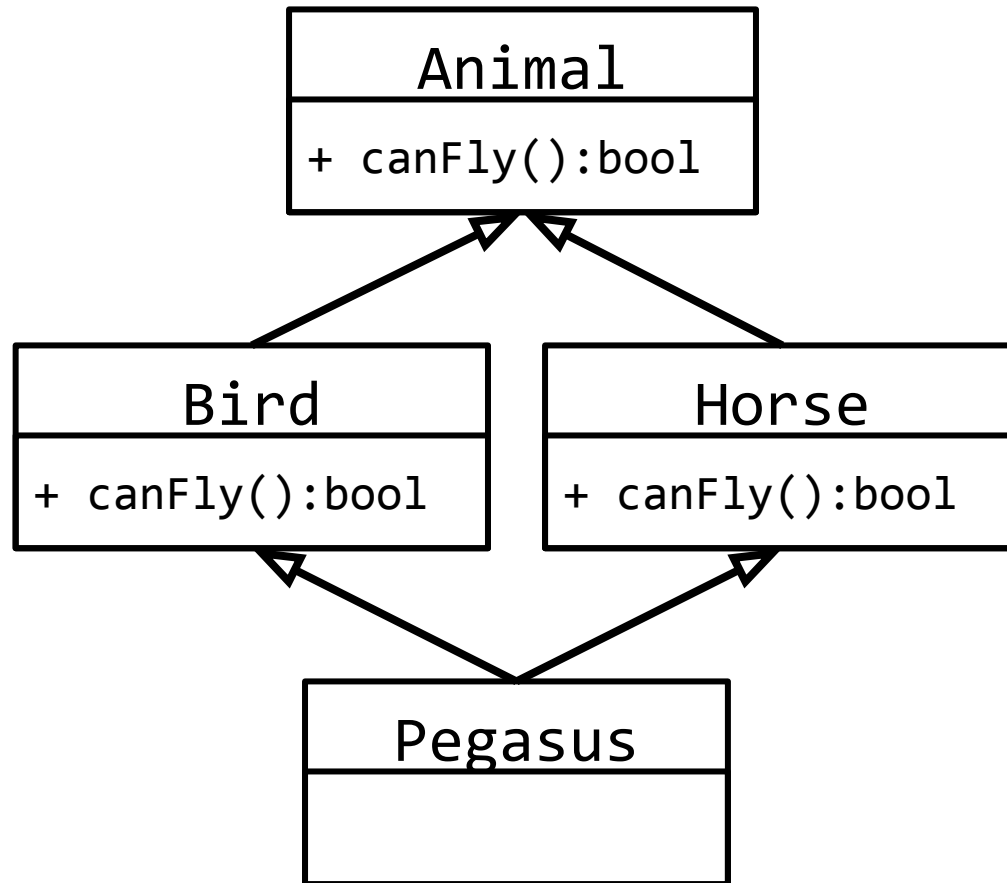 Animal
+ canFly():bool
Bird
+ canFly():bool
Horse
+ canFly():bool
Pegasus